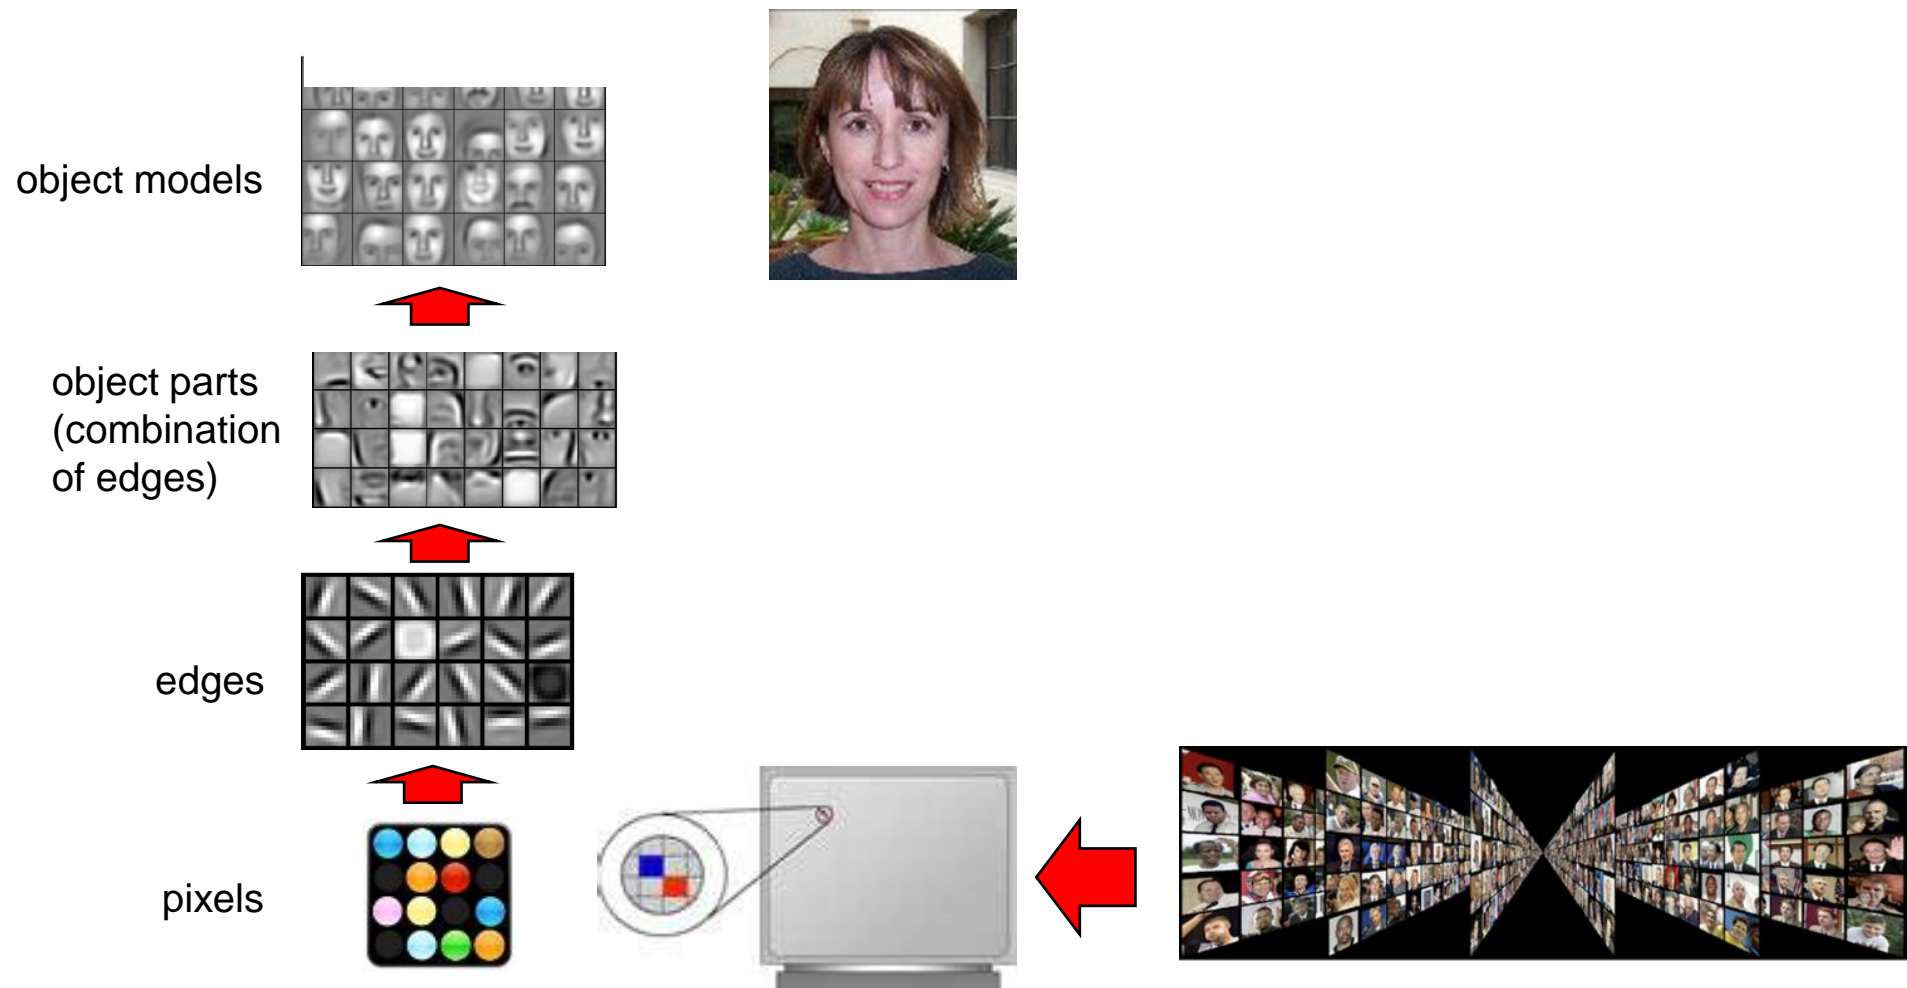 object models
object parts
(combination
of edges)
edges
pixels